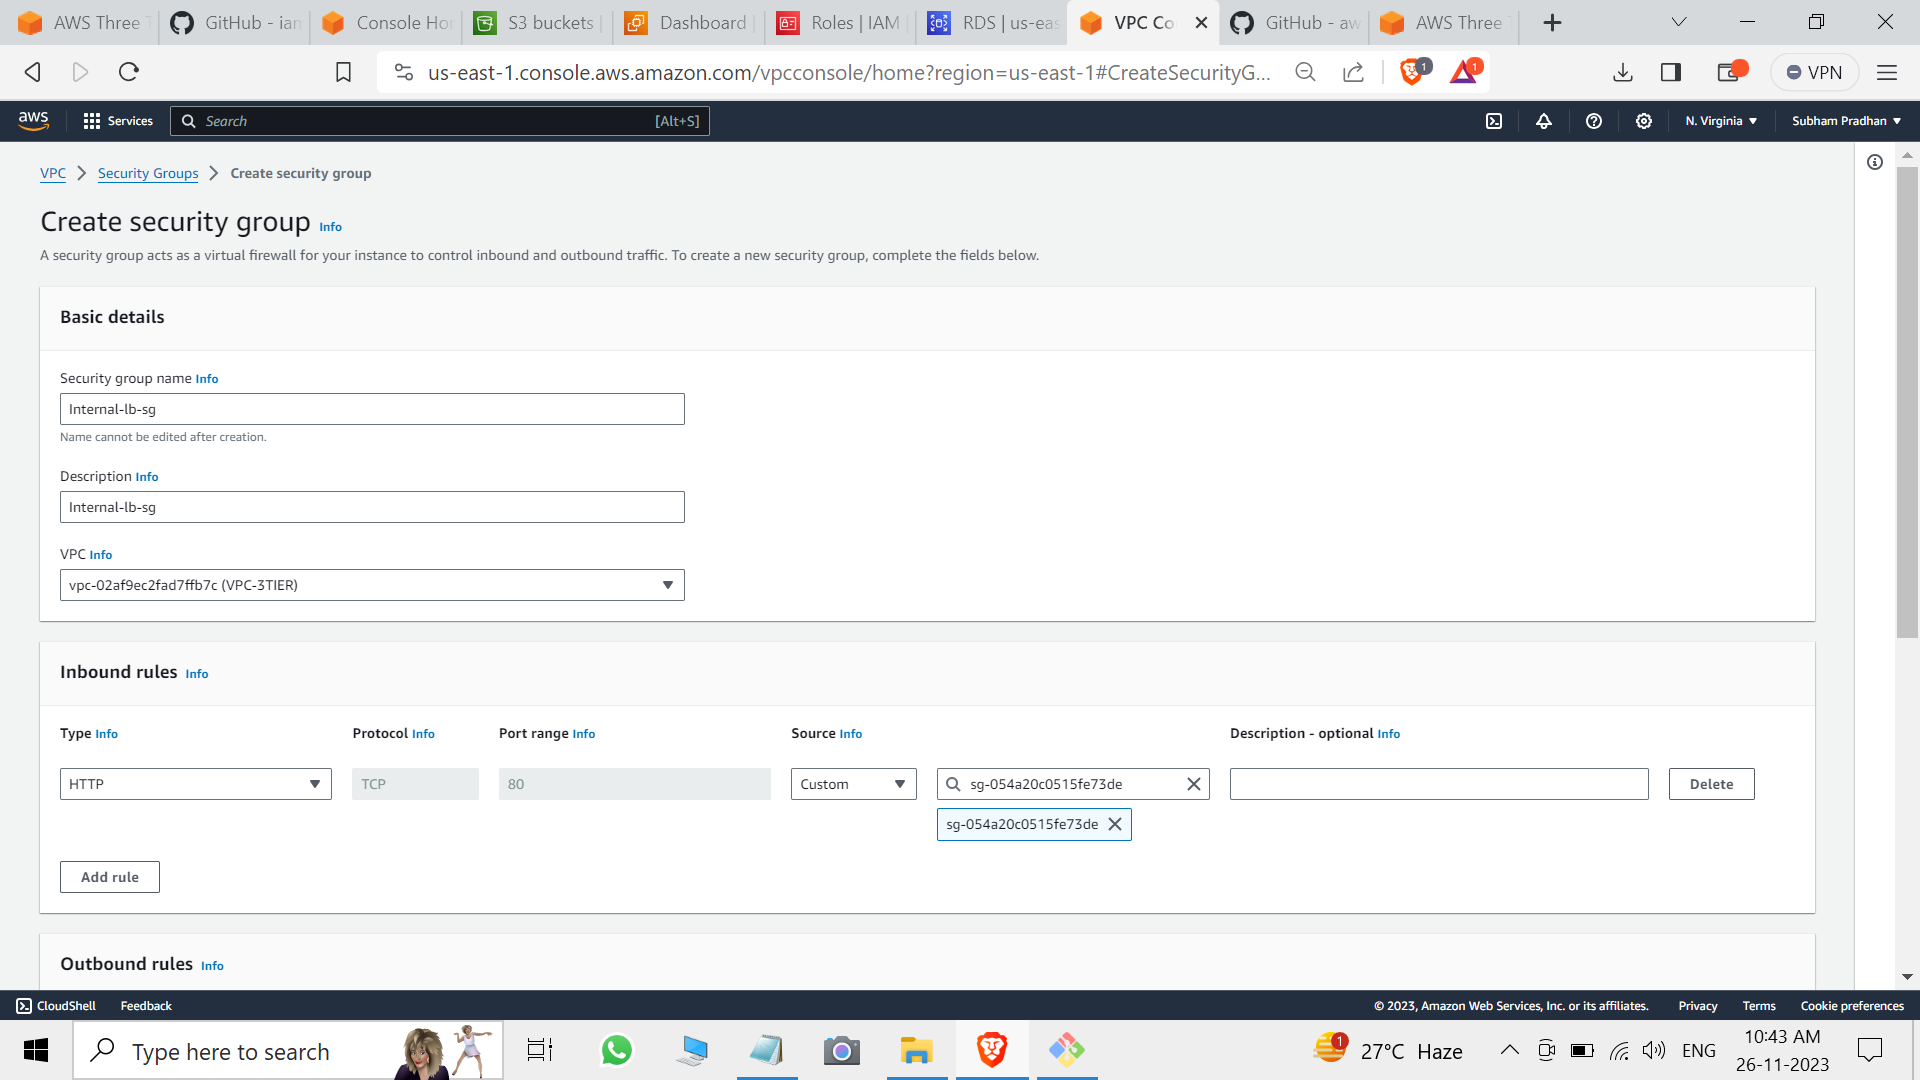 AWS Three T
GitHub - ian
Console Hor
S3 buckets |
Dashboard
Roles | IAM
RDS | us-eas
VPC Co
GitHub - aw
AWS Three T
us-east-1.console.aws.amazon.com/vpcconsole/home?region=us-east-1#CreateSecurityG...
1
1
VPN
aws
Services
Search
[Alt+S]
N. Virginia
Subham Pradhan
VPC
Security Groups
Create security group
Create security group Info
A security group acts as a virtual firewall for your instance to control inbound and outbound traffic. To create a new security group, complete the fields below.
Basic details
Security group name Info
Internal-lb-sg
Name cannot be edited after creation.
Description Info
Internal-lb-sg
VPC Info
vpc-02af9ec2fad7ffb7c (VPC-3TIER)
Inbound rules Info
Type Info
Protocol Info
Port range Info
Source Info
Description - optional Info
HTTP
TCP
80
Custom
sg-054a20c0515fe73de
Delete
sg-054a20c0515fe73de
Add rule
Outbound rules Info
CloudShell
Feedback
© 2023, Amazon Web Services, Inc. or its affiliates.
Privacy
Terms
Cookie preferences
Type here to search
1
27°C Haze
ENG
10:43 AM
26-11-2023